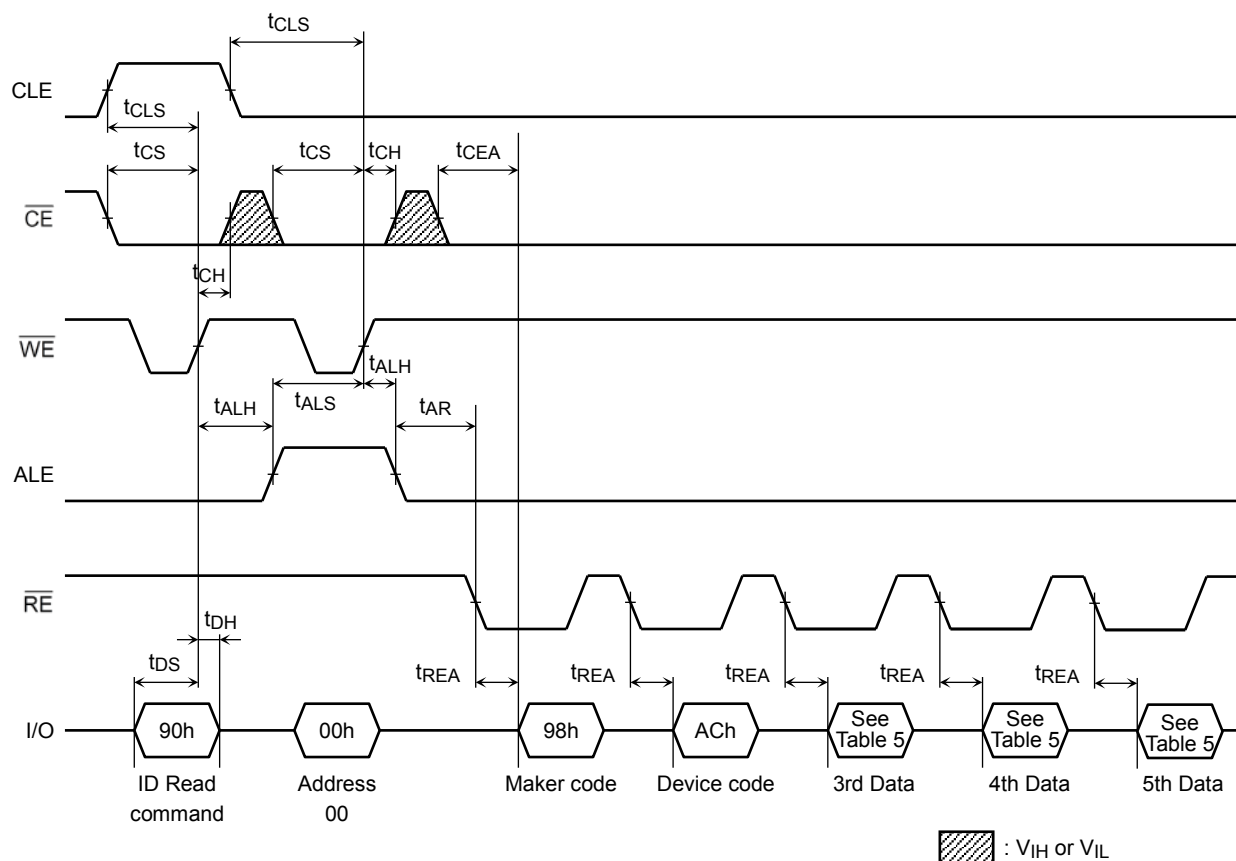 tCLS
CLE
tCLS
tCS tCS tCH tCEA
CE
tCH
WE
tALH
tALH tALS tAR
ALE
RE
tDH
tDS tREA tREA tREA tREA tREA
I/O 90h 00h 98h ACh See Table 5 See Table 5 See Table 5
ID Read command Address 00 Maker code Device code 3rd Data 4th Data 5th Data
: VIH or VIL